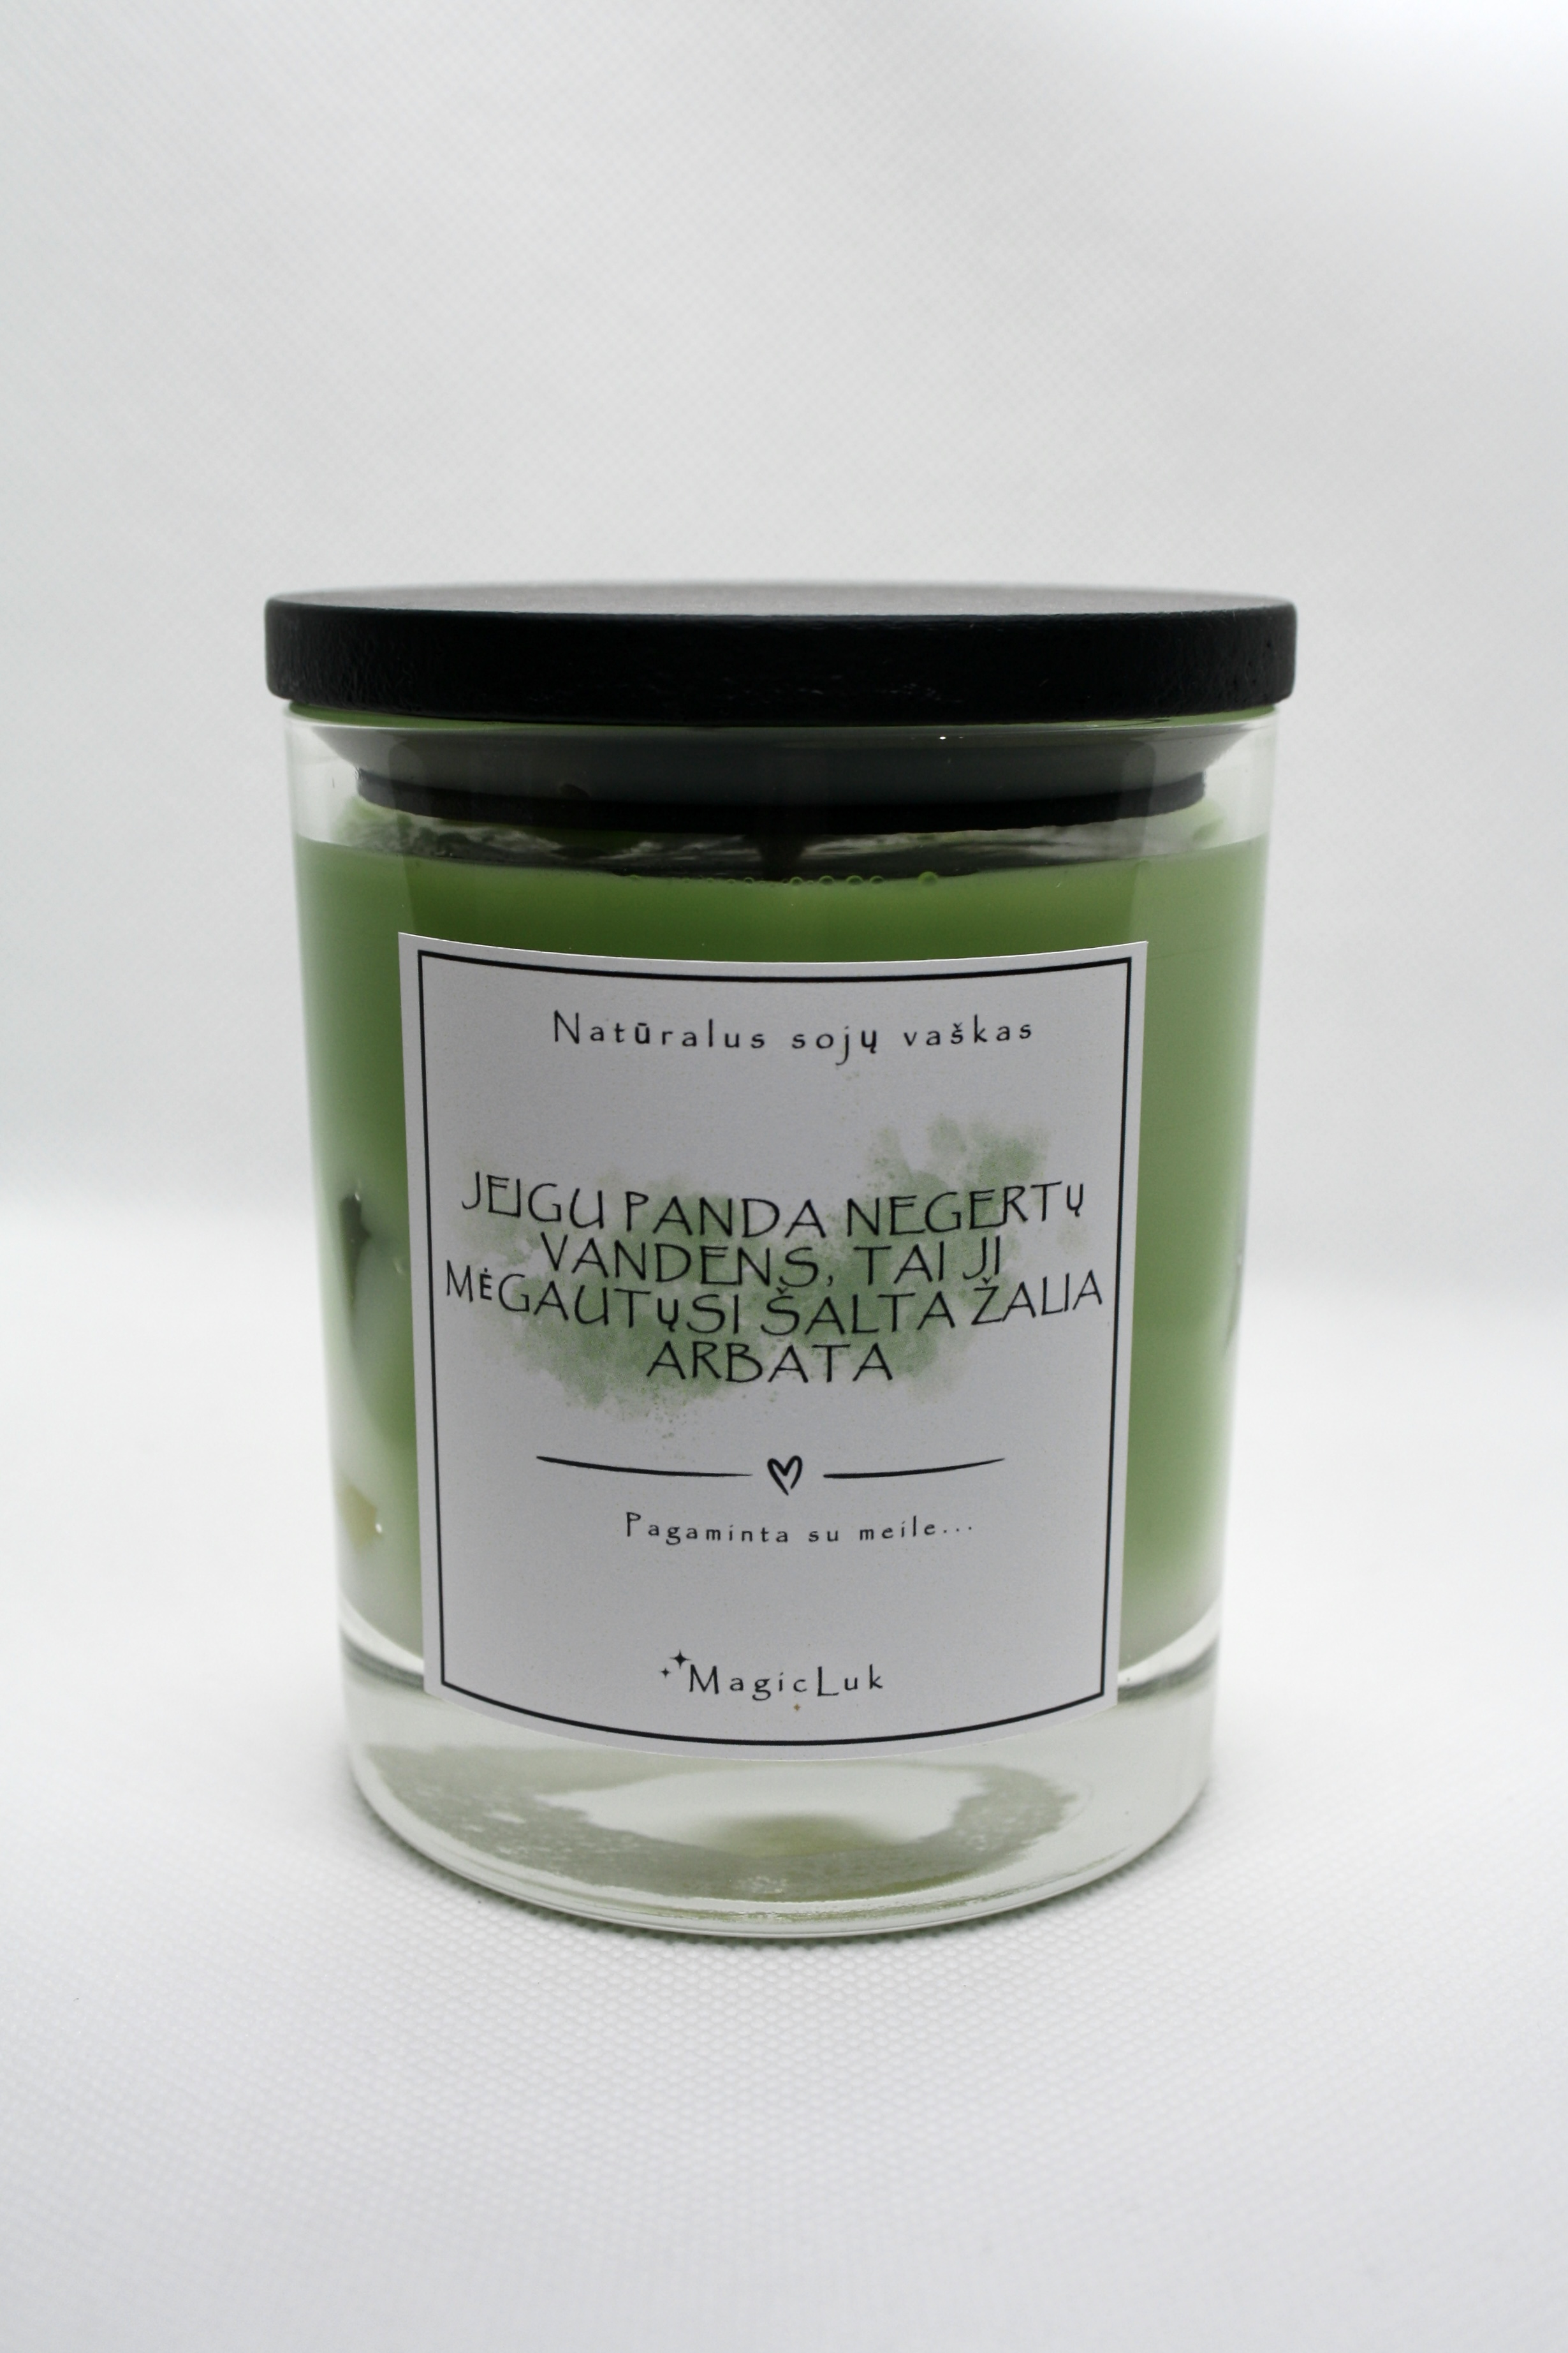 Natūralus sojų vaškas
JEIGU PANDA NEGERTų
VANDENS, TAI JI
MĖGAUTųSI ŠALTA ŽALIA
ARBATA
Pagaminta su meile...
MagicLuk